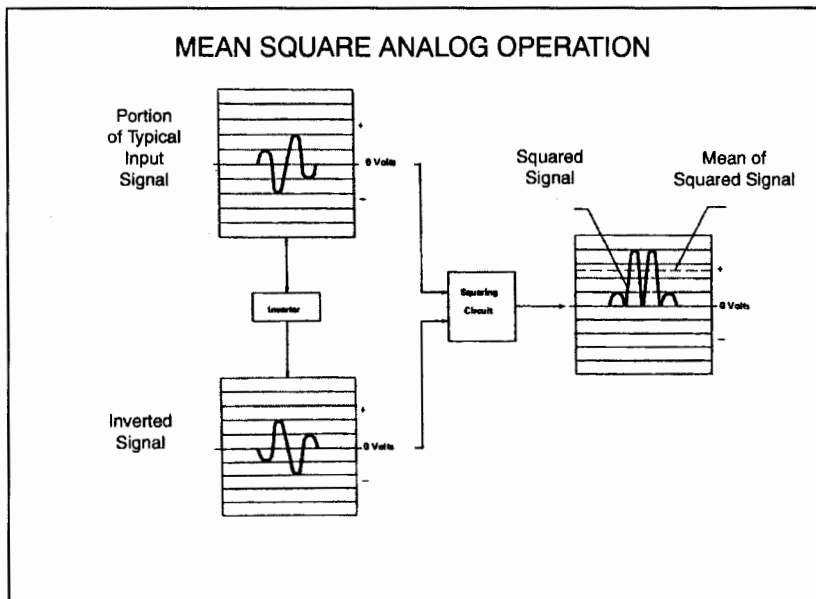 MEAN SQUARE ANALOG OPERATION
Portion
of Typical
Input
Signal
+
0 Volts
−
Inverter
Inverted
Signal
+
0 Volts
−
Squaring
Circuit
Squared
Signal
Mean of
Squared Signal
+
0 Volts
−